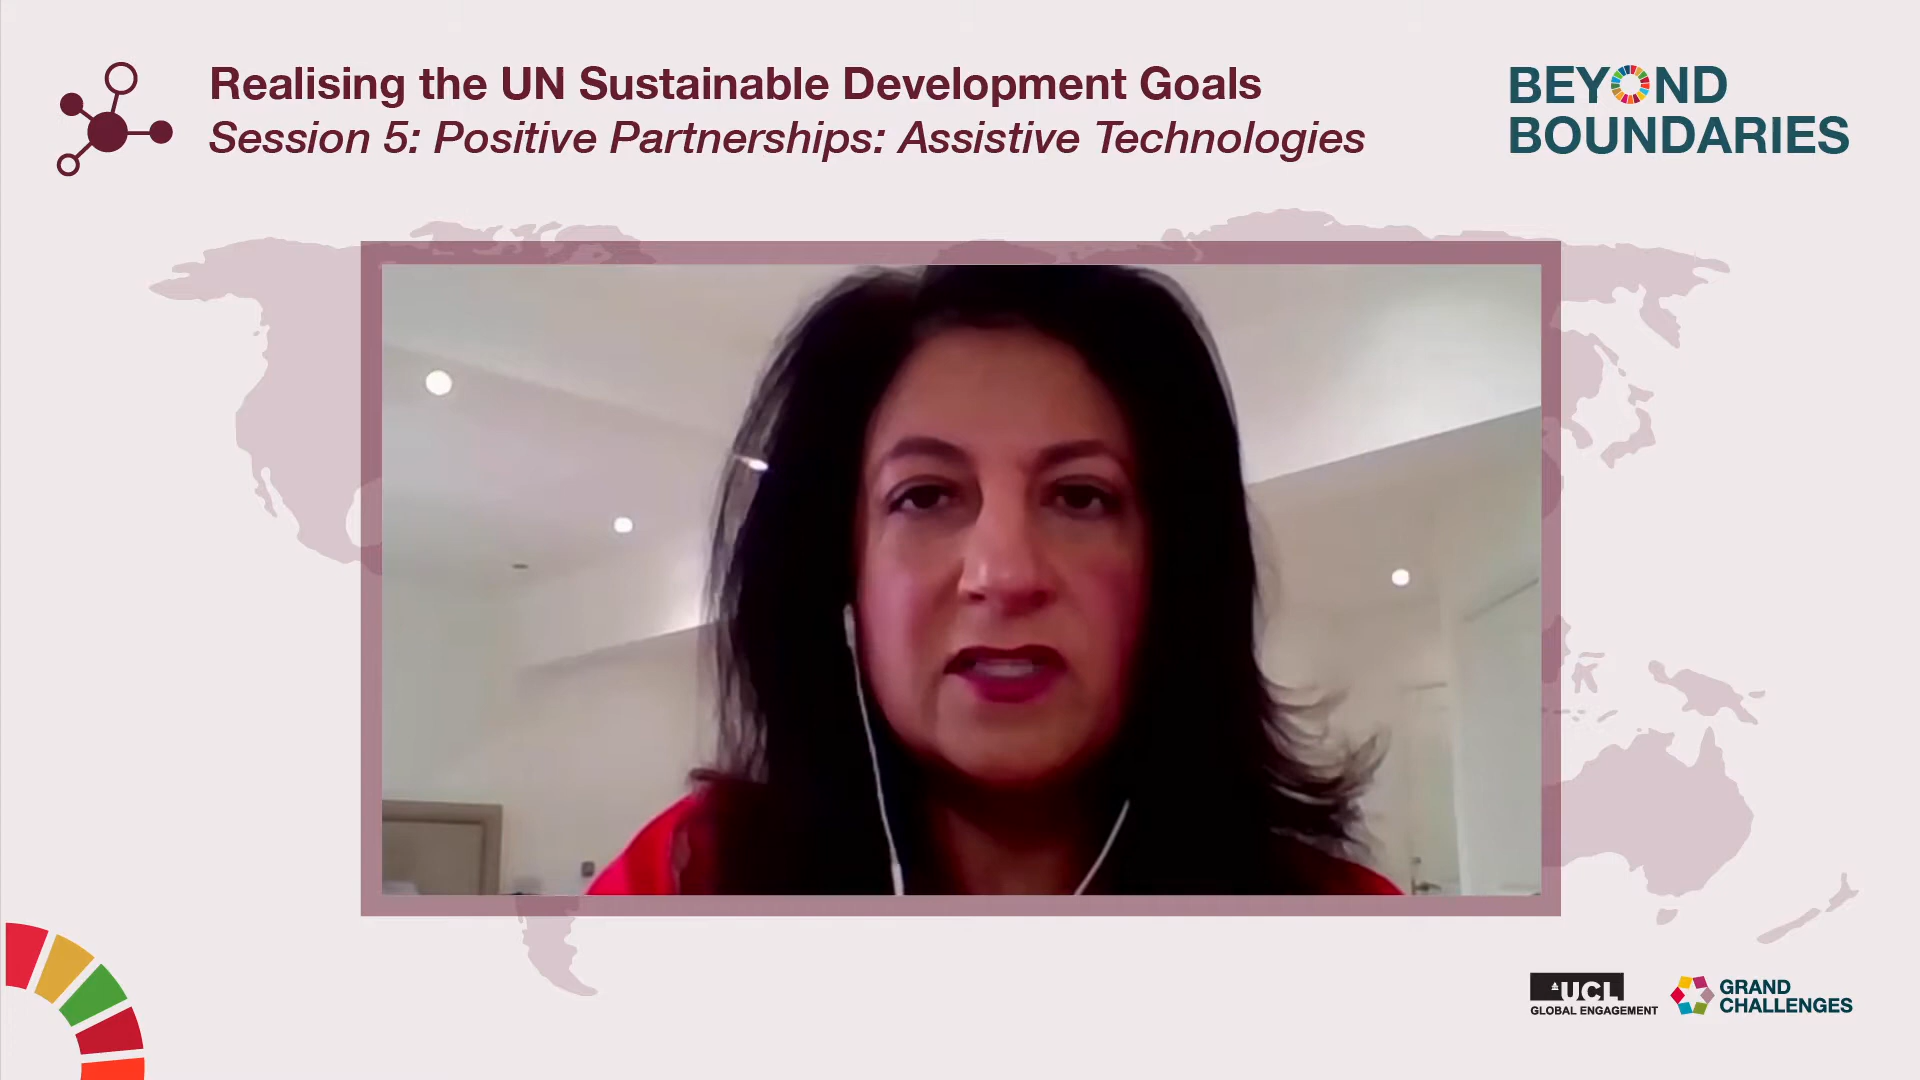 Realising the UN Sustainable Development Goals
Session 5: Positive Partnerships: Assistive Technologies
BEYOND
BOUNDARIES
UCL
GLOBAL ENGAGEMENT
GRAND
CHALLENGES